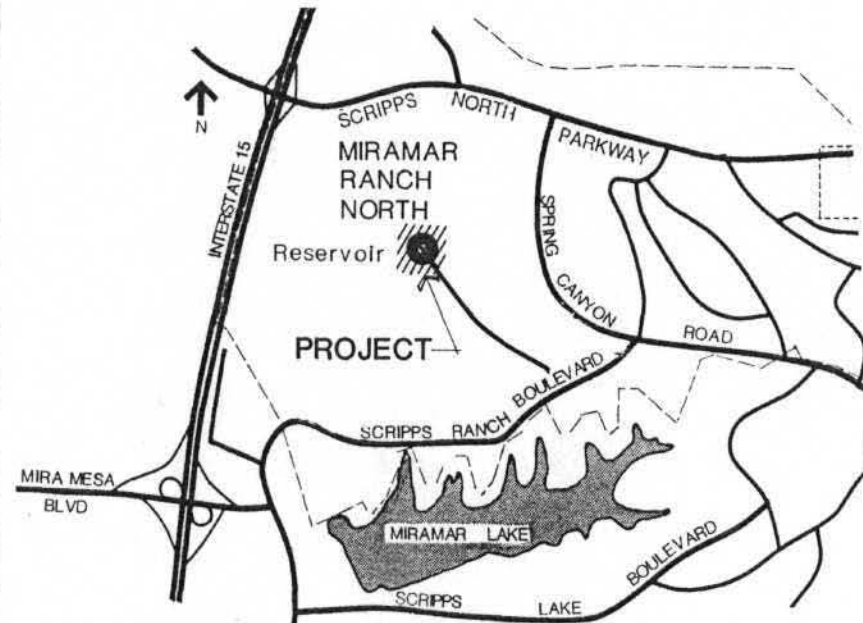 SCRIPPS NORTH PARKWAY
N
MIRAMAR
RANCH
NORTH
INTERSTATE 15
Reservoir
SPRING CANYON ROAD
PROJECT
SCRIPPS RANCH BOULEVARD
MIRA MESA
BLVD
MIRAMAR LAKE
SCRIPPS LAKE BOULEVARD